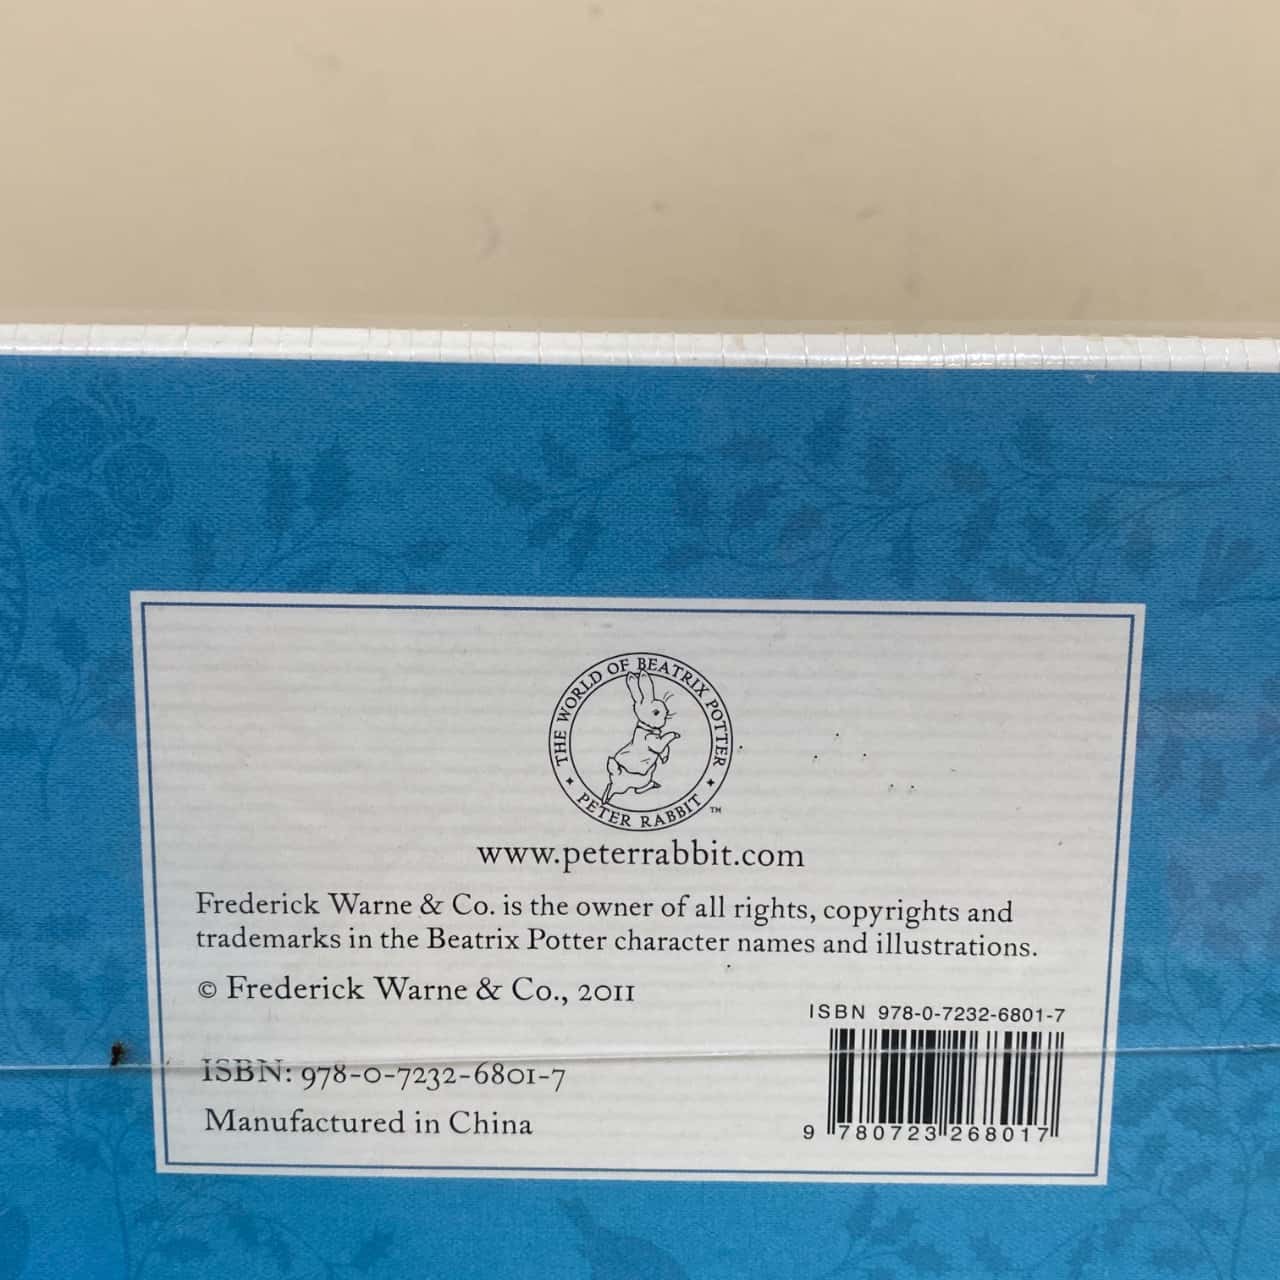 THE WORLD OF BEATRIX POTTER
PETER RABBIT
™
www.peterrabbit.com
Frederick Warne & Co. is the owner of all rights, copyrights and
trademarks in the Beatrix Potter character names and illustrations.
© Frederick Warne & Co., 2011
ISBN 978-0-7232-6801-7
ISBN: 978-0-7232-6801-7
Manufactured in China
9 780723 268017